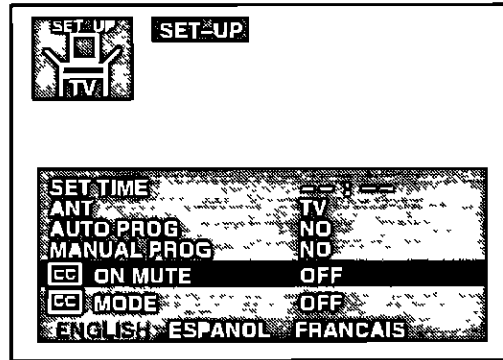 SET UP
TV
SET-UP
SET TIME -- : --
ANT TV
AUTO PROG NO
MANUAL PROG NO
CC ON MUTE OFF
CC MODE OFF
ENGLISH ESPANOL FRANCAIS